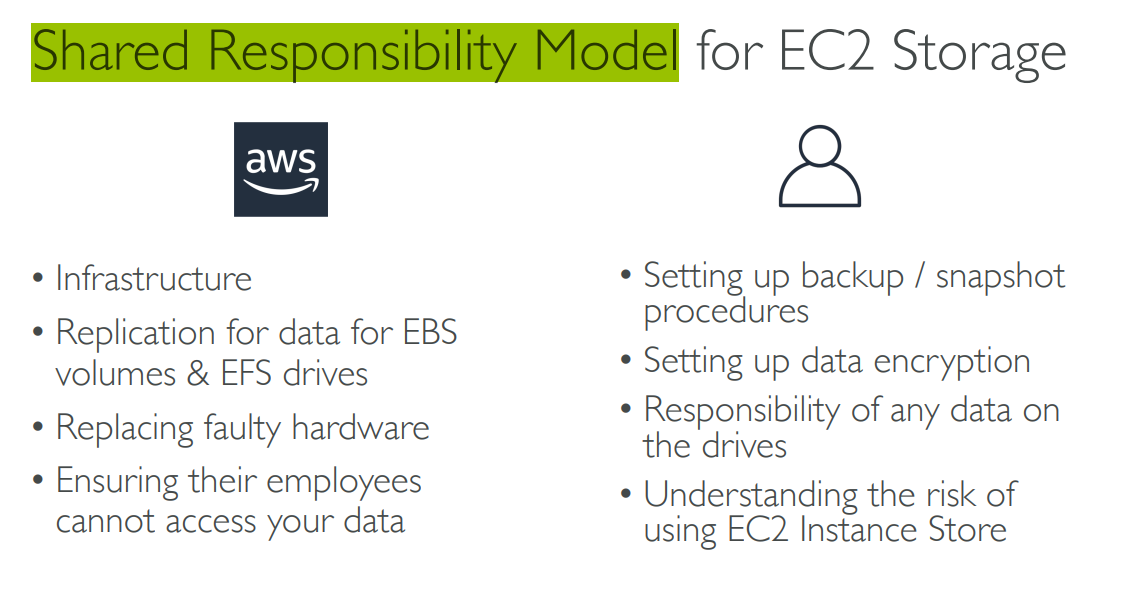 Shared Responsibility Model for EC2 Storage
aws
• Infrastructure
• Replication for data for EBS
volumes & EFS drives
• Replacing faulty hardware
• Ensuring their employees
cannot access your data
• Setting up backup / snapshot
procedures
• Setting up data encryption
• Responsibility of any data on
the drives
• Understanding the risk of
using EC2 Instance Store